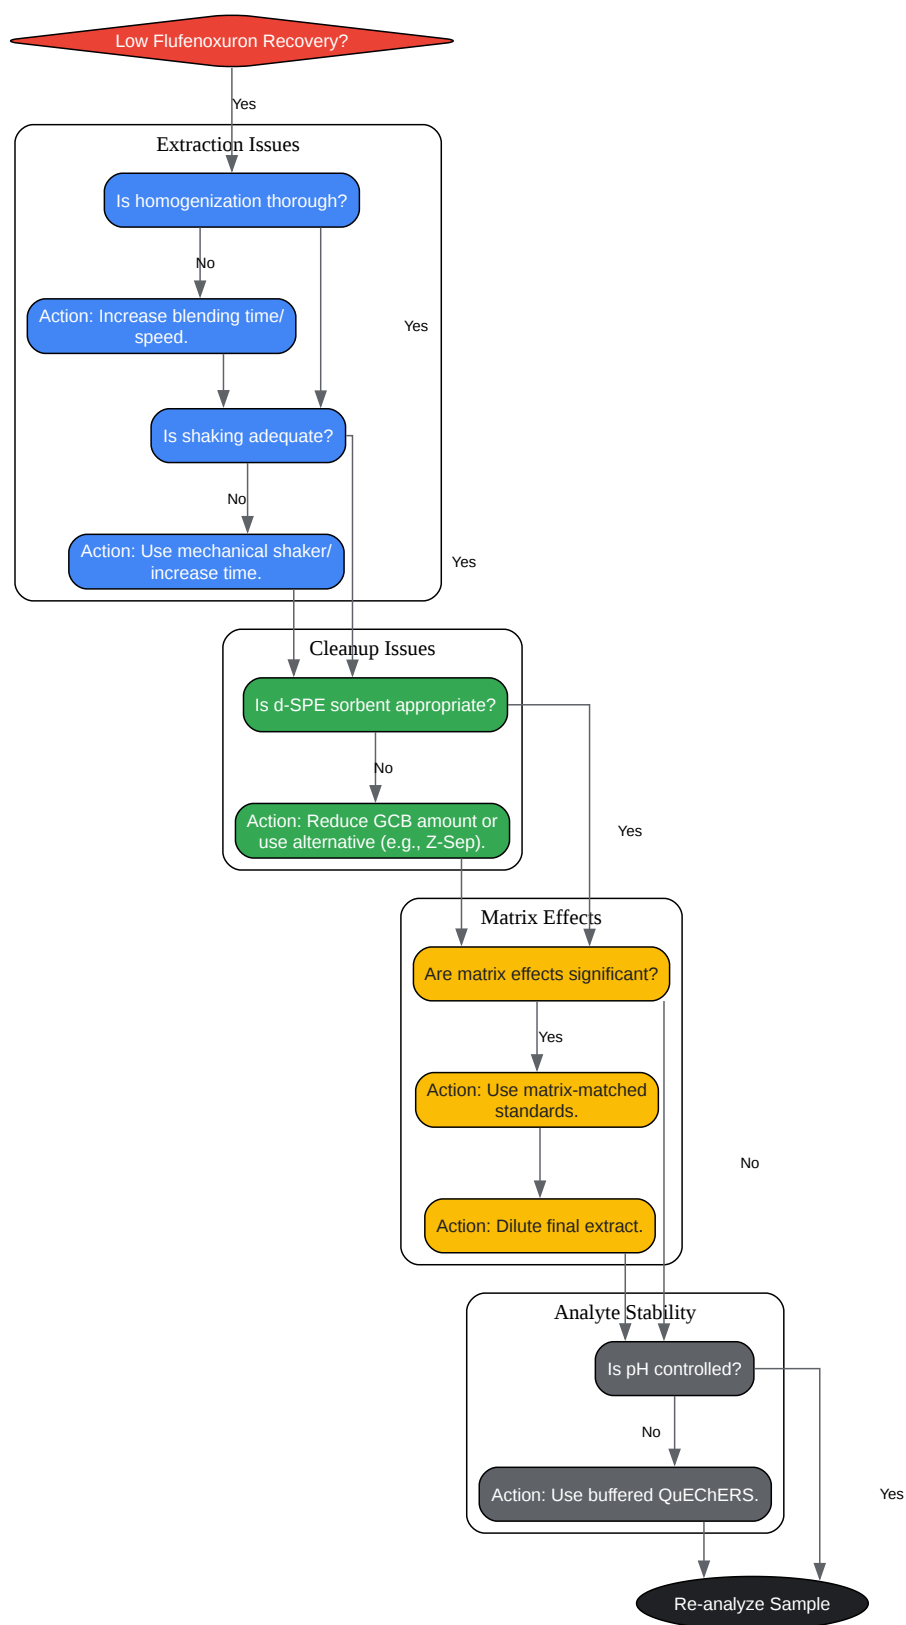 Low Flufenoxuron Recovery?
Yes
Extraction Issues
Is homogenization thorough?
No
Action: Increase blending time/
speed.
Yes
Is shaking adequate?
No
Action: Use mechanical shaker/
increase time.
Yes
Cleanup Issues
Is d-SPE sorbent appropriate?
No
Action: Reduce GCB amount or
use alternative (e.g., Z-Sep).
Yes
Matrix Effects
Are matrix effects significant?
Yes
Action: Use matrix-matched
standards.
No
Action: Dilute final extract.
Analyte Stability
Is pH controlled?
No
Action: Use buffered QuEChERS.
Yes
Re-analyze Sample